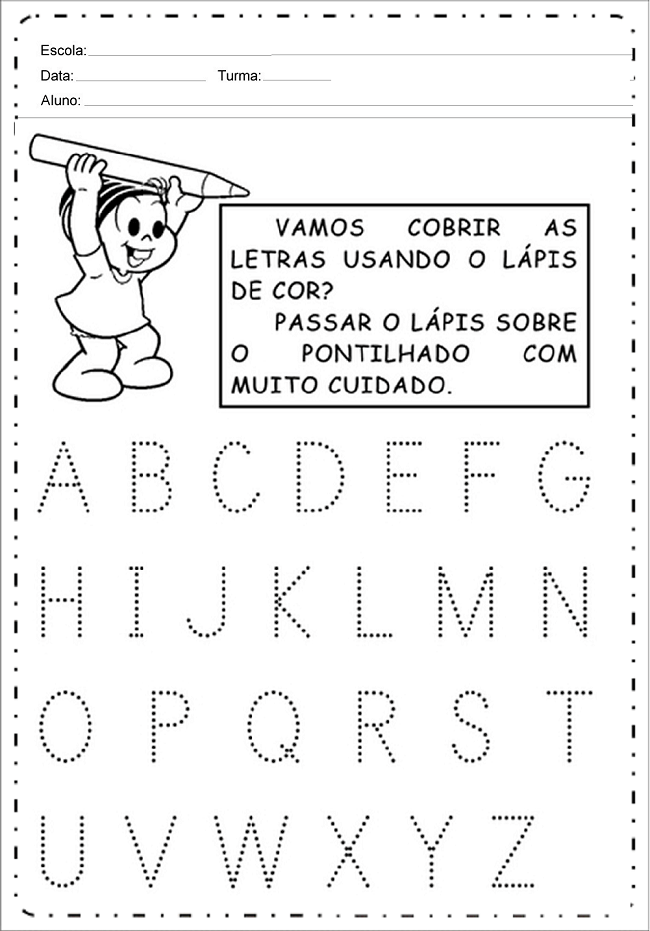 Escola:
Data: Turma:
Aluno:
VAMOS COBRIR AS
LETRAS USANDO O LÁPIS
DE COR?
PASSAR O LÁPIS SOBRE
O PONTILHADO COM
MUITO CUIDADO.
A B C D E F G
H I J K L M N
O P Q R S T
U V W X Y Z